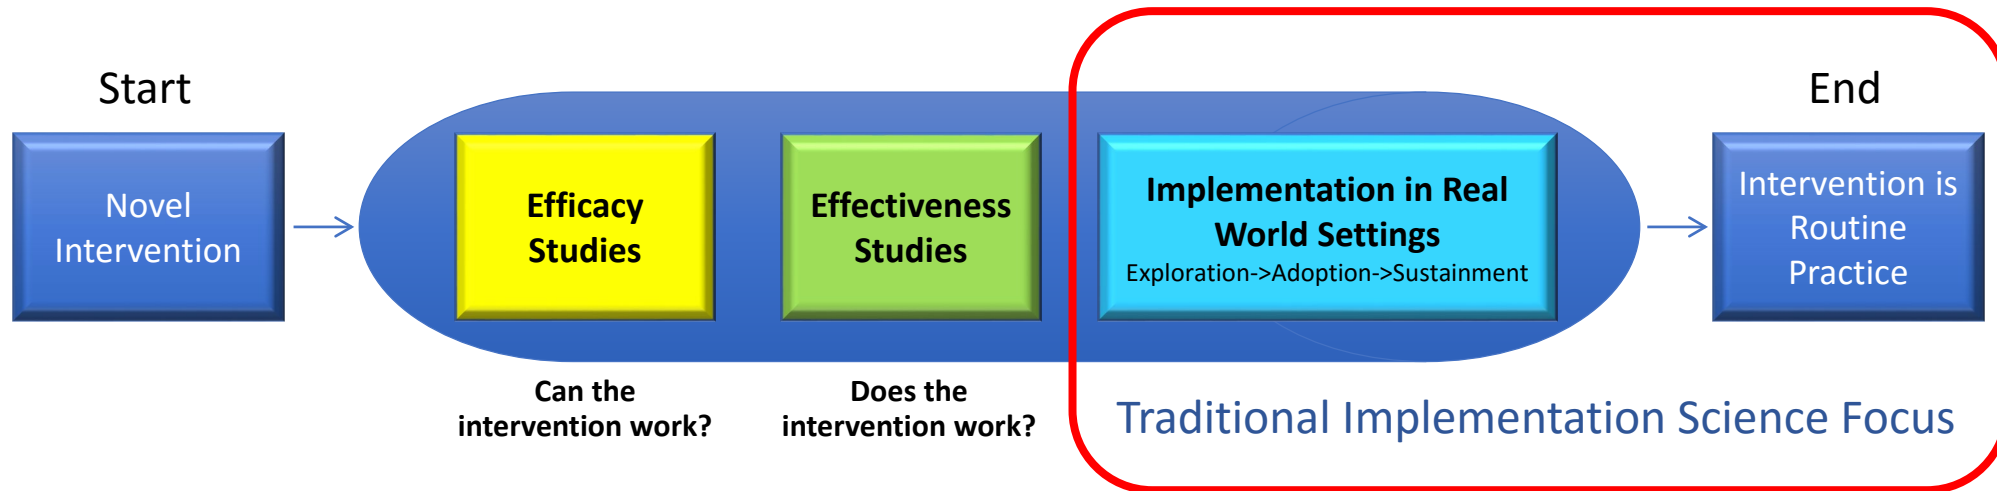 Start
Novel
Intervention
Efficacy
Studies
Can the
intervention work?
Effectiveness
Studies
Does the
intervention work?
Implementation in Real
World Settings
Exploration->Adoption->Sustainment
End
Intervention is
Routine
Practice
Traditional Implementation Science Focus